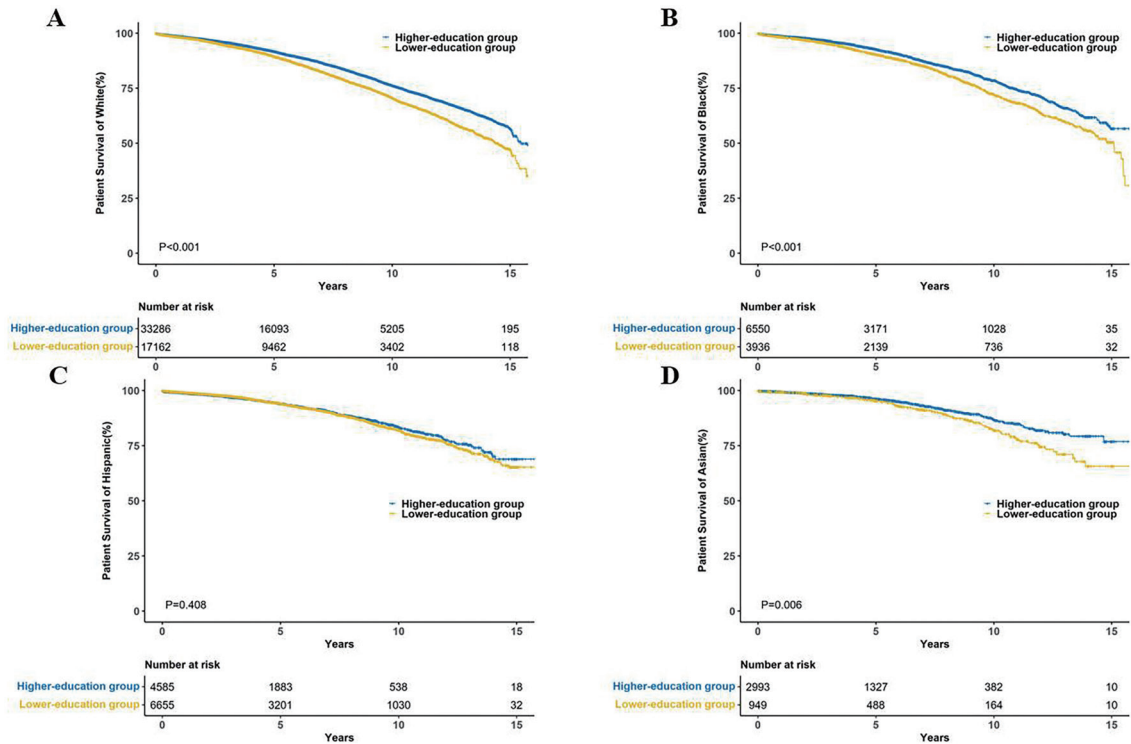 A
100
75
50
25
0
Patient Survival of White(%)
Higher-education group
Lower-education group
P<0.001
0 5 10 15
Years
Number at risk
Higher-education group 33286 16093 5205 195
Lower-education group 17162 9462 3402 118
0 5 10 15
B
100
75
50
25
0
Patient Survival of Black(%)
Higher-education group
Lower-education group
P<0.001
0 5 10 15
Years
Number at risk
Higher-education group 6550 3171 1028 35
Lower-education group 3936 2139 736 32
0 5 10 15
C
100
75
50
25
0
Patient Survival of Hispanic(%)
Higher-education group
Lower-education group
P=0.408
0 5 10 15
Years
Number at risk
Higher-education group 4585 1883 538 18
Lower-education group 6655 3201 1030 32
0 5 10 15
D
100
75
50
25
0
Patient Survival of Asian(%)
Higher-education group
Lower-education group
P=0.006
0 5 10 15
Years
Number at risk
Higher-education group 2993 1327 382 10
Lower-education group 949 488 164 10
0 5 10 15